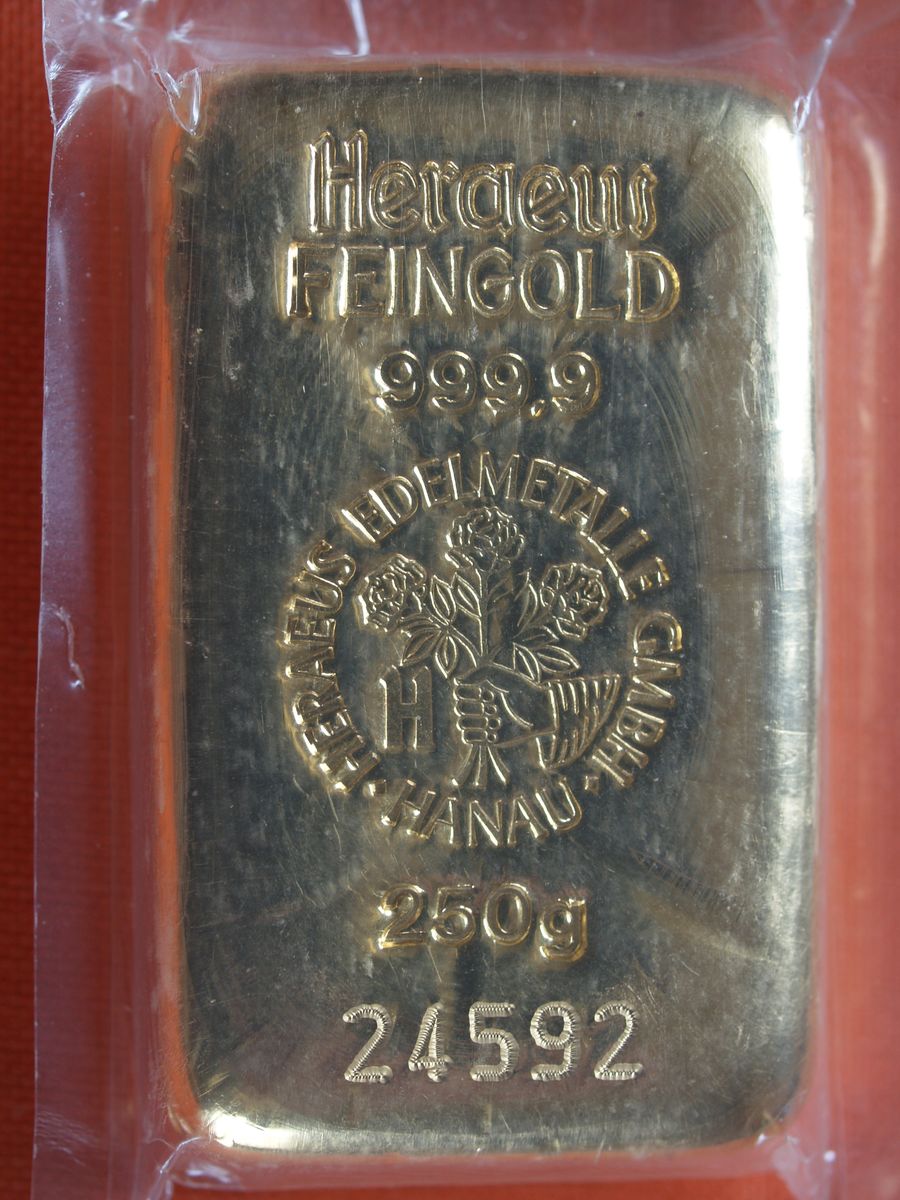 Heraeus
FEINGOLD
999.9
HERAEUS EDELMETALLE GMBH
H
· HANAU ·
250g
24592